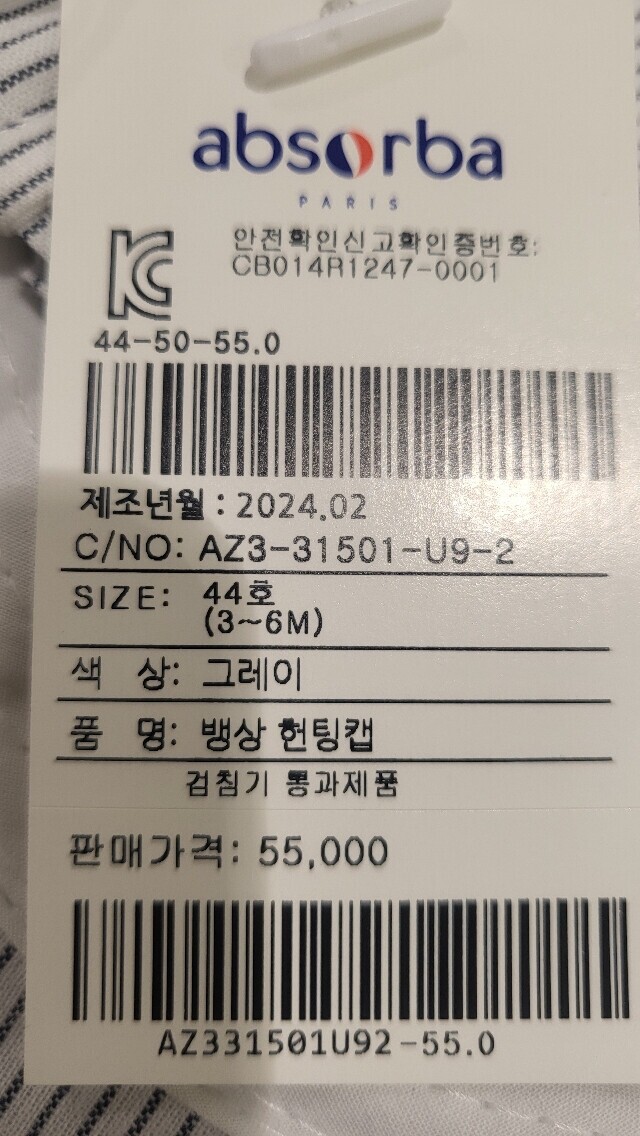 absorba
PARIS
안전확인신고확인증번호:
CB014R1247-0001
44-50-55.0
제조년월: 2024.02
C/NO: AZ3-31501-U9-2
SIZE: 44호
(3~6M)
색 상: 그레이
품 명: 뱅상 헌팅캡
검침기 통과제품
판매가격: 55,000
AZ331501U92-55.0